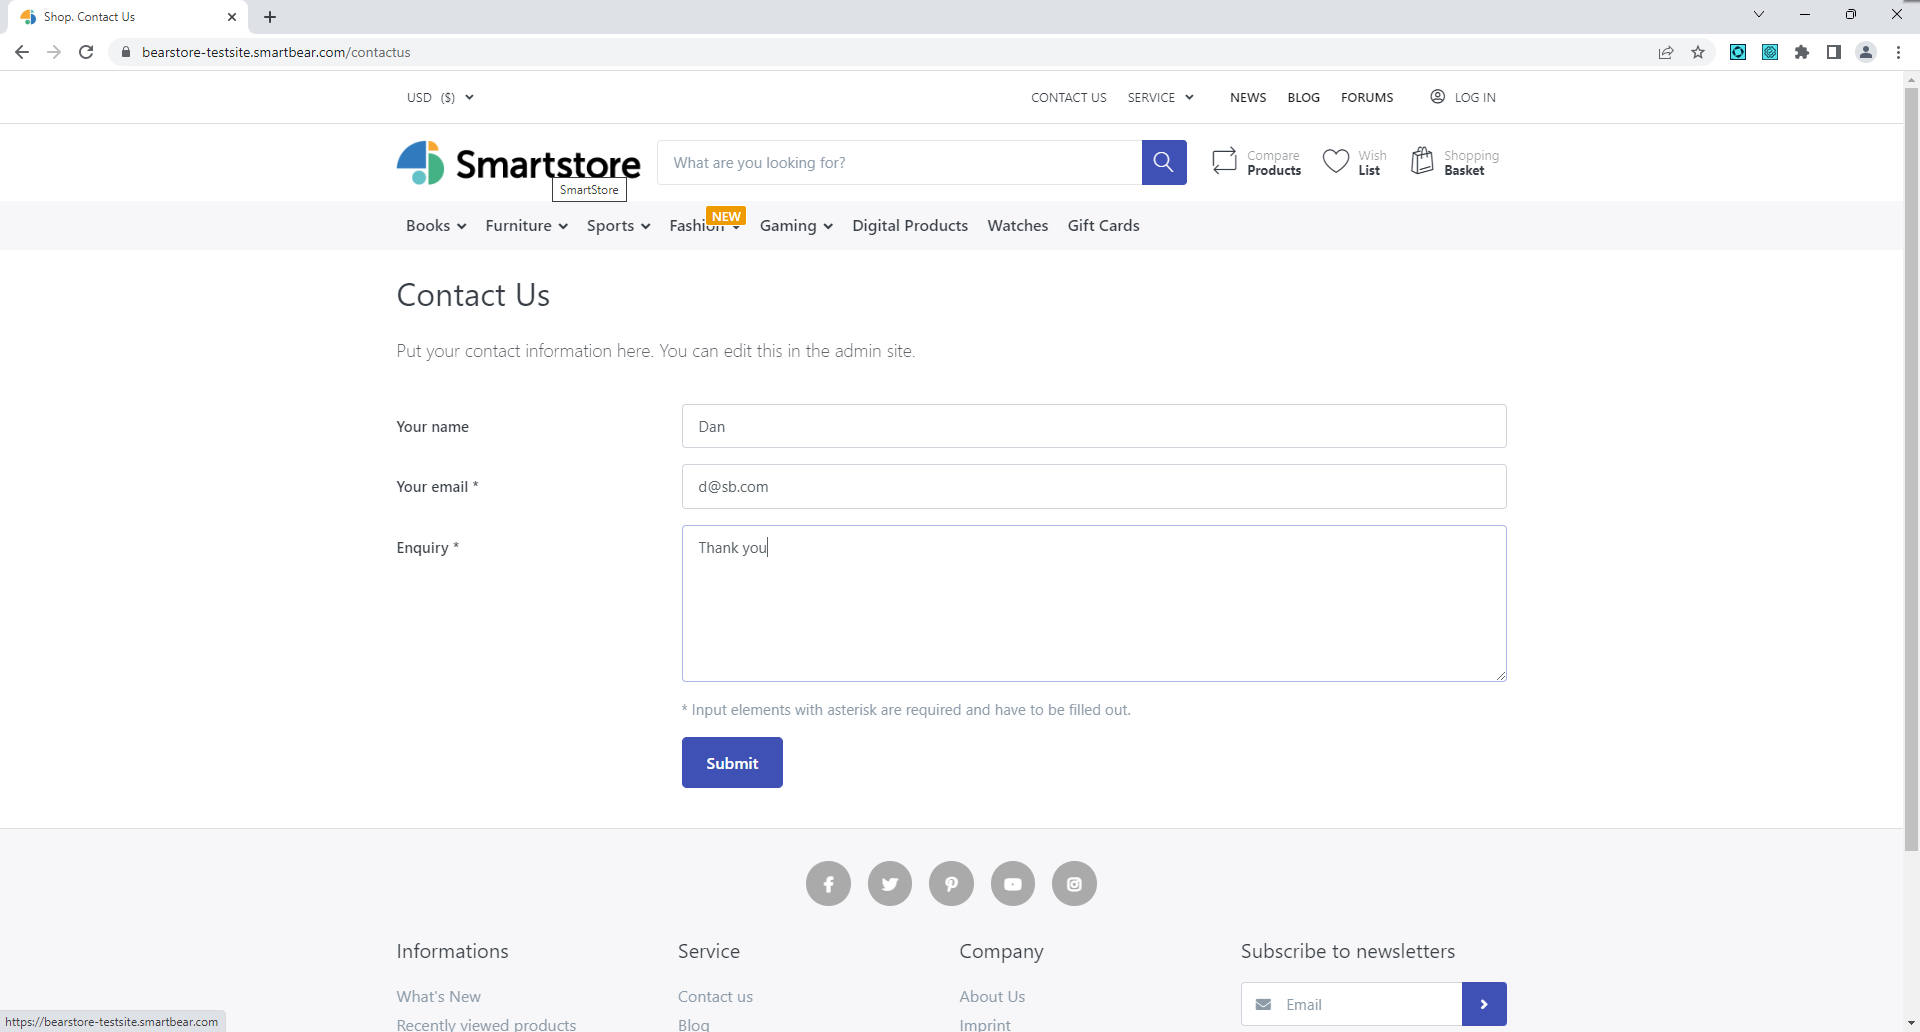 Shop. Contact Us
bearstore-testsite.smartbear.com/contactus
USD ($)
CONTACT US
SERVICE
NEWS
BLOG
FORUMS
LOG IN
Smartstore
What are you looking for?
Compare
Products
Wish
List
Shopping
Basket
SmartStore
Books
Furniture
Sports
Fashion
NEW
Gaming
Digital Products
Watches
Gift Cards
Contact Us
Put your contact information here. You can edit this in the admin site.
Your name
Dan
Your email *
d@sb.com
Enquiry *
Thank you
* Input elements with asterisk are required and have to be filled out.
Submit
Informations
Service
Company
Subscribe to newsletters
What's New
Contact us
About Us
Email
Recently viewed products
Blog
Imprint
https://bearstore-testsite.smartbear.com